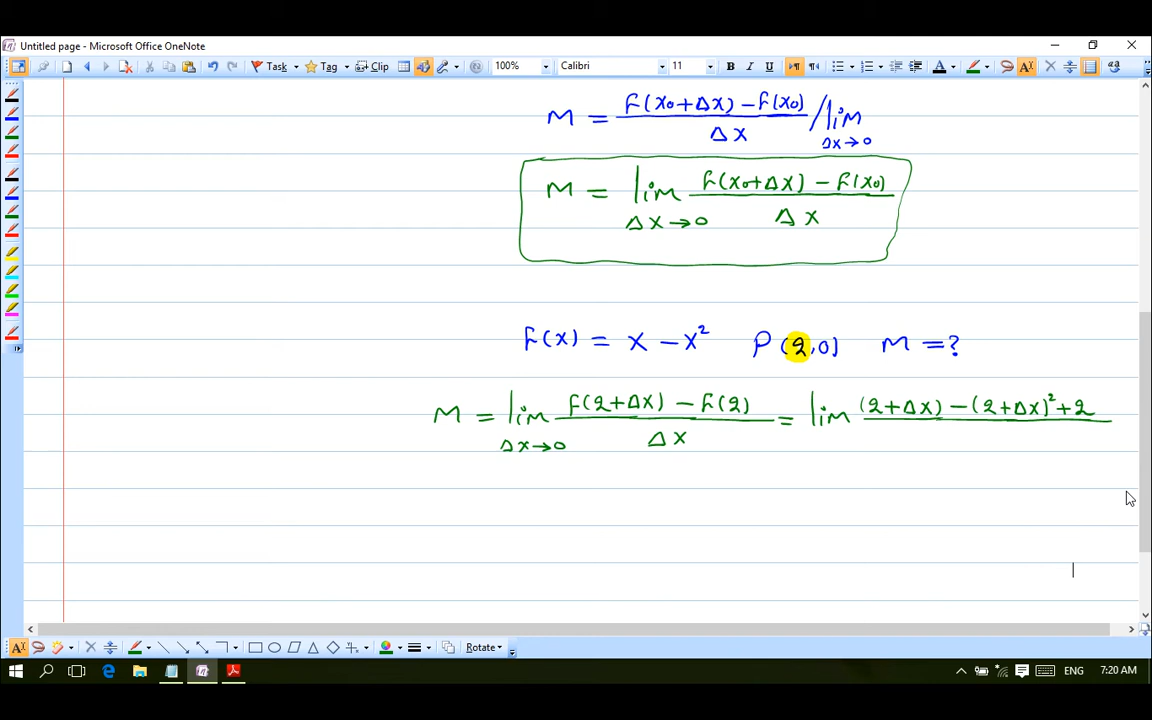 Untitled page - Microsoft Office OneNote
Task Tag Clip 100% Calibri 11 B I U A
M = F(x₀+Δx) - F(x₀) / Δx / lim Δx→0
M = lim Δx→0 F(x₀+Δx) - F(x₀) / Δx
F(x) = x - x² P(2,0) M = ?
M = lim Δx→0 F(2+Δx) - F(2) / Δx = lim (2+Δx) - (2+Δx)² + 2
Rotate
ENG 7:20 AM